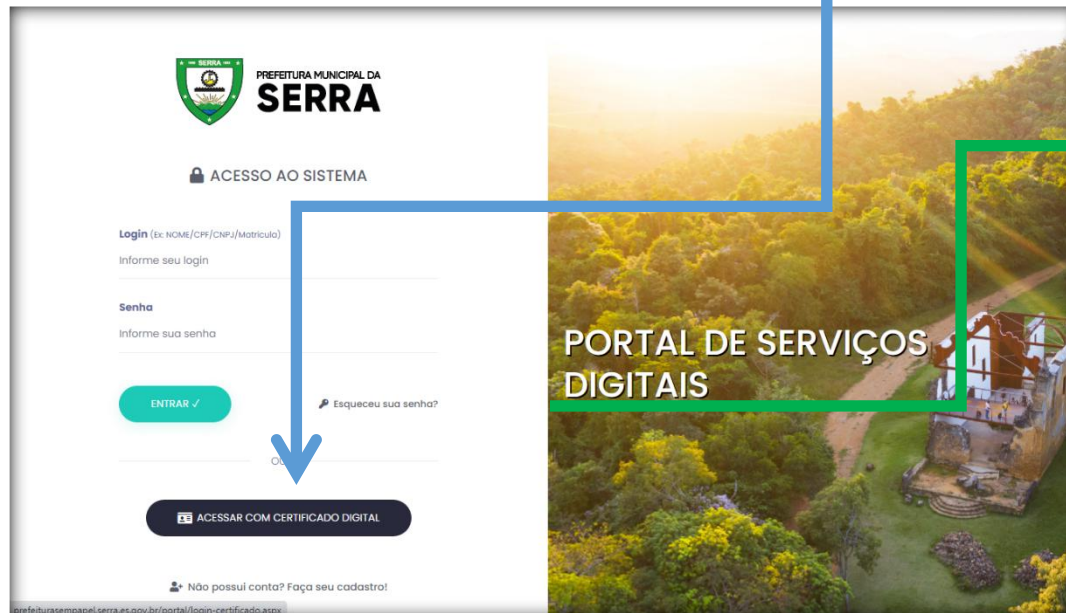 SERRA
PREFEITURA MUNICIPAL DA
SERRA
ACESSO AO SISTEMA
Login (Ex: NOME/CPF/CNPJ/Matricula)
Informe seu login
Senha
Informe sua senha
ENTRAR ✓
Esqueceu sua senha?
OU
ACESSAR COM CERTIFICADO DIGITAL
Não possui conta? Faça seu cadastro!
prefeiturasempapel.serra.es.gov.br/portal/login-certificado.aspx
PORTAL DE SERVIÇOS
DIGITAIS